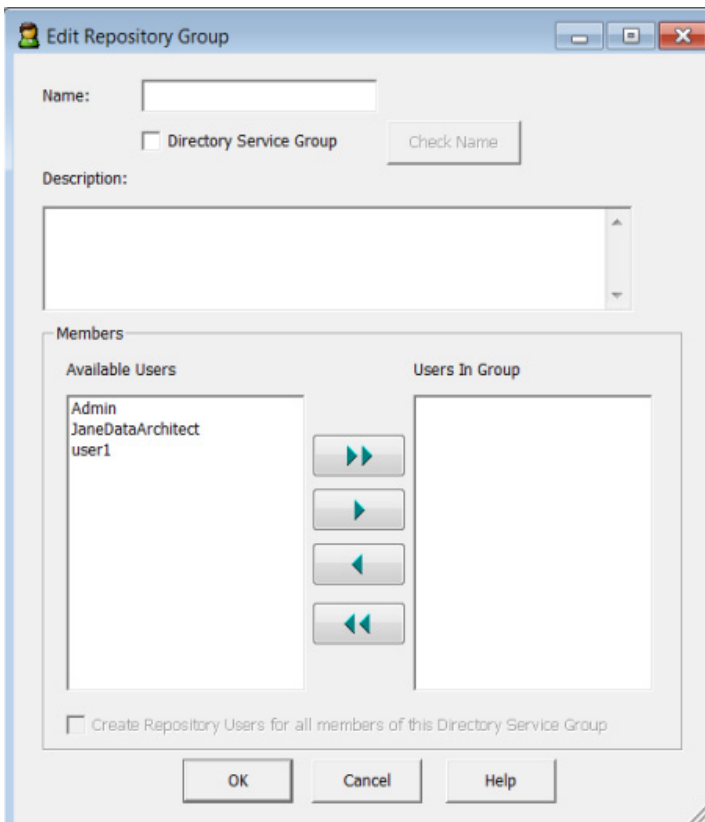 Edit Repository Group
Name:
Directory Service Group
Check Name
Description:
Members
Available Users
Users In Group
Admin
JaneDataArchitect
user1
Create Repository Users for all members of this Directory Service Group
OK
Cancel
Help